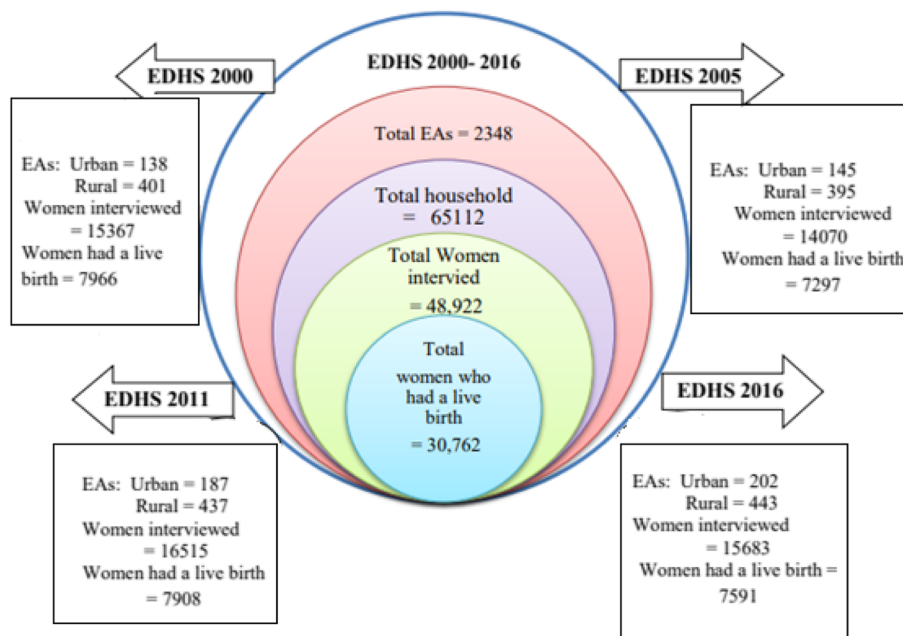 EDHS 2000
EDHS 2000- 2016
EDHS 2005
EAs: Urban = 138
Rural = 401
Women interviewed
= 15367
Women had a live
birth = 7966
Total EAs = 2348
Total household
= 65112
Total Women
intervied
= 48,922
Total
women who
had a live
birth
= 30,762
EAs: Urban = 145
Rural = 395
Women interviewed
= 14070
Women had a live birth
= 7297
EDHS 2011
EAs: Urban = 187
Rural = 437
Women interviewed
= 16515
Women had a live birth
= 7908
EDHS 2016
EAs: Urban = 202
Rural = 443
Women interviewed
= 15683
Women had a live birth =
7591